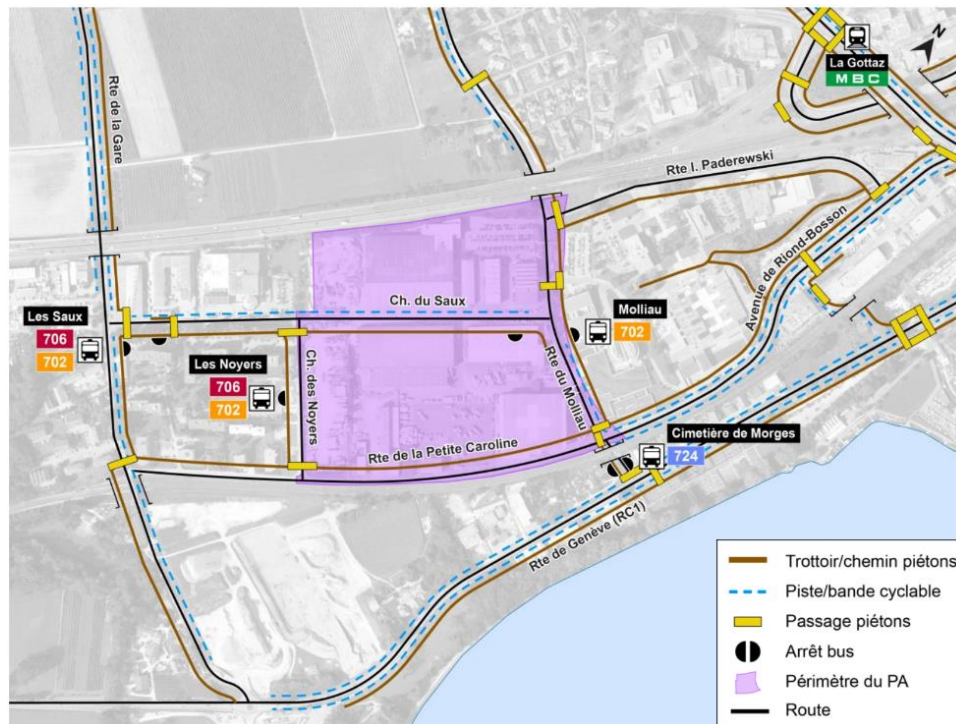 N
La Gottaz
MBC
Rte de la Gare
Rte I. Paderewski
Avenue de Riond-Bosson
Ch. du Saux
Les Saux
706
702
Molliau
702
Les Noyers
706
702
Ch. des Noyers
Rte du Molliau
Rte de la Petite Caroline
Cimetière de Morges
724
Rte de Genève (RC1)
Trottoir/chemin piétons
Piste/bande cyclable
Passage piétons
Arrêt bus
Périmètre du PA
Route